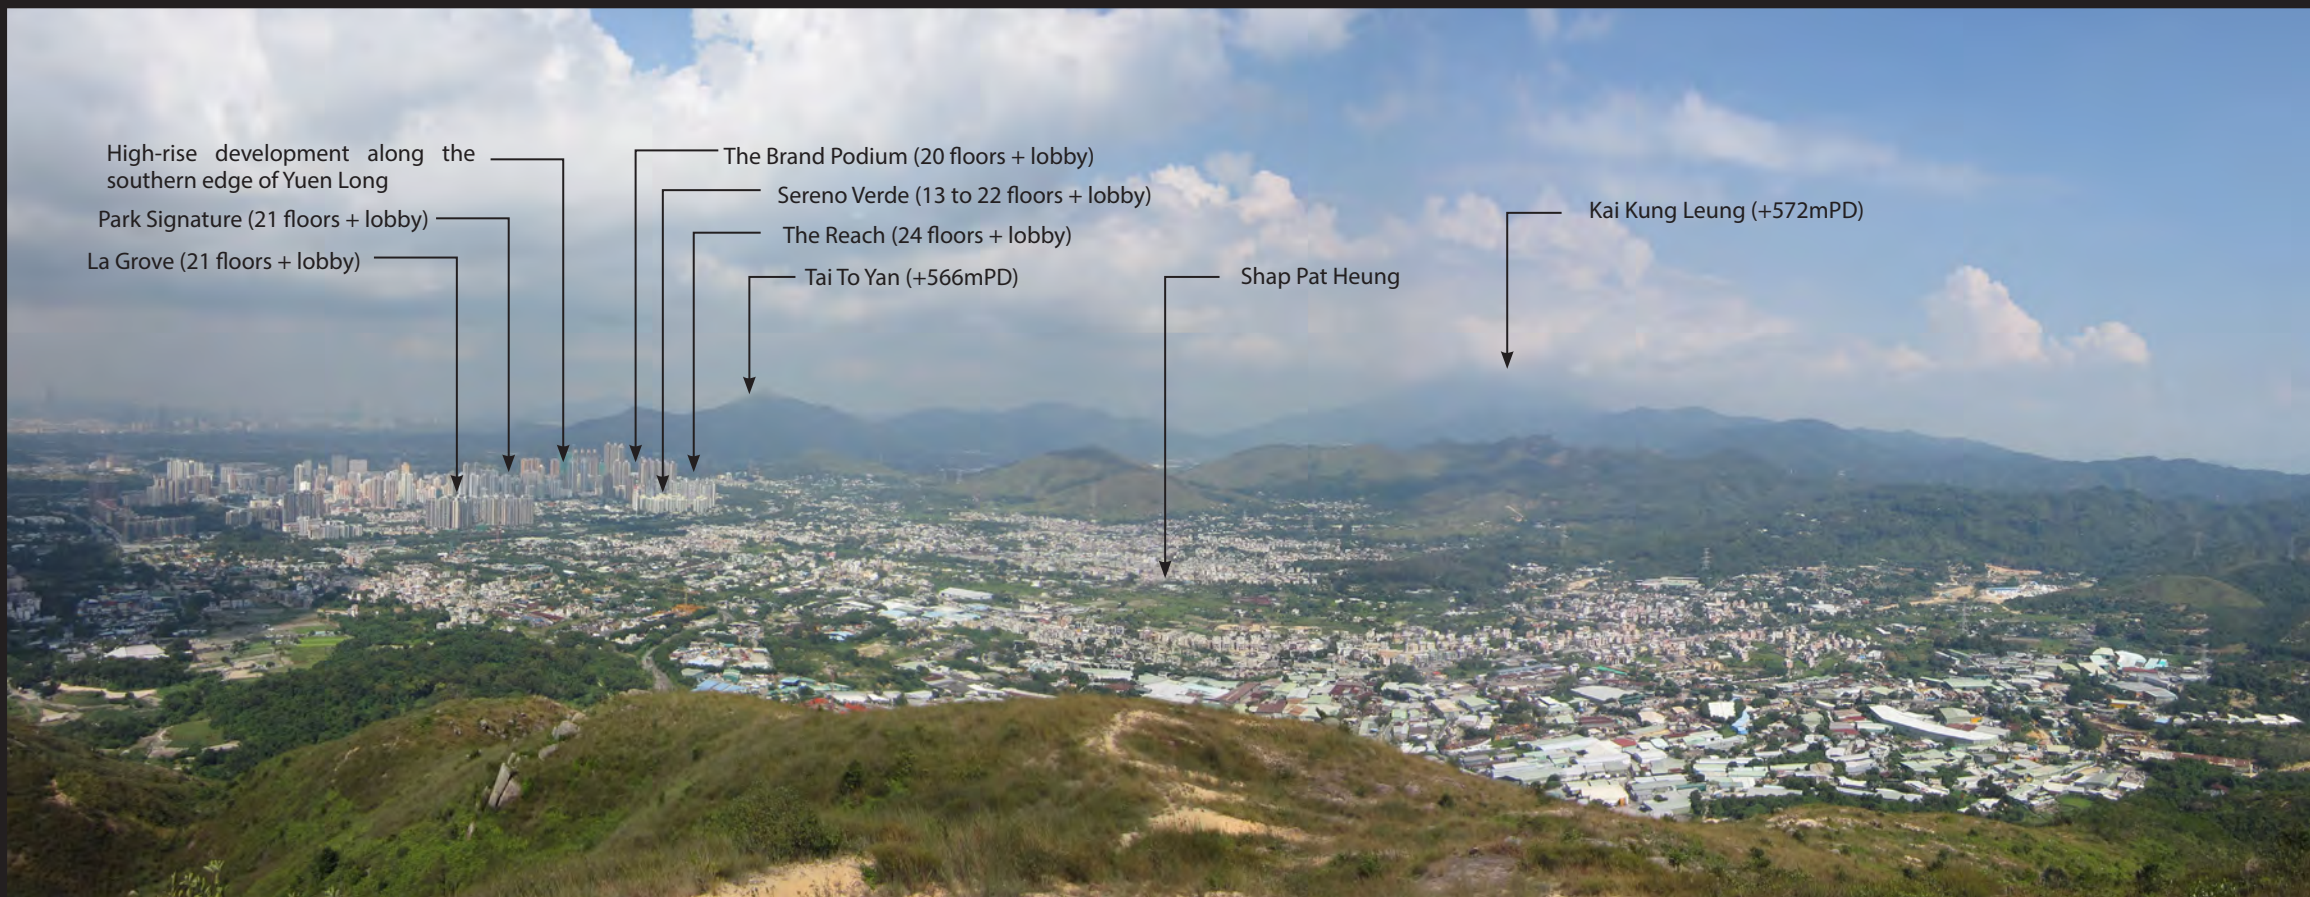 High-rise development along the
southern edge of Yuen Long
Park Signature (21 floors + lobby)
La Grove (21 floors + lobby)
The Brand Podium (20 floors + lobby)
Sereno Verde (13 to 22 floors + lobby)
The Reach (24 floors + lobby)
Tai To Yan (+566mPD)
Shap Pat Heung
Kai Kung Leung (+572mPD)